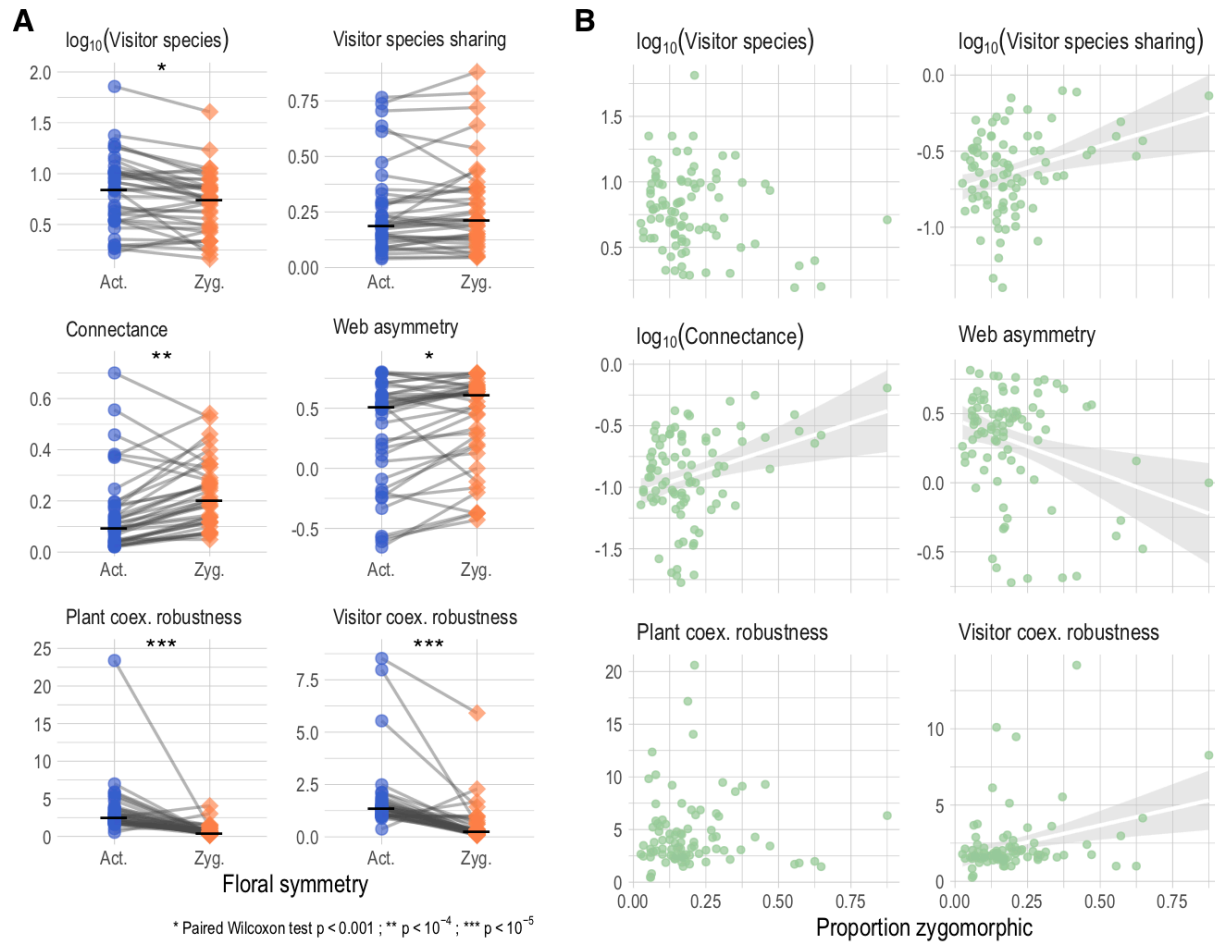 A
B
log10(Visitor species)
Visitor species sharing
*
2.0
1.5
1.0
0.5
Act.
Zyg.
0.75
0.50
0.25
0.00
Act.
Zyg.
Connectance
Web asymmetry
**
*
0.6
0.4
0.2
0.0
Act.
Zyg.
0.5
0.0
-0.5
Act.
Zyg.
Plant coex. robustness
Visitor coex. robustness
***
***
25
20
15
10
5
0
Act.
Zyg.
7.5
5.0
2.5
0.0
Act.
Zyg.
Floral symmetry
* Paired Wilcoxon test p < 0.001 ; ** p < 10−4 ; *** p < 10−5
log10(Visitor species)
log10(Visitor species sharing)
1.5
1.0
0.5
0.0
-0.5
-1.0
log10(Connectance)
Web asymmetry
0.0
-0.5
-1.0
-1.5
0.5
0.0
-0.5
Plant coex. robustness
Visitor coex. robustness
20
15
10
5
0
10
5
0
0.00
0.25
0.50
0.75
0.00
0.25
0.50
0.75
Proportion zygomorphic